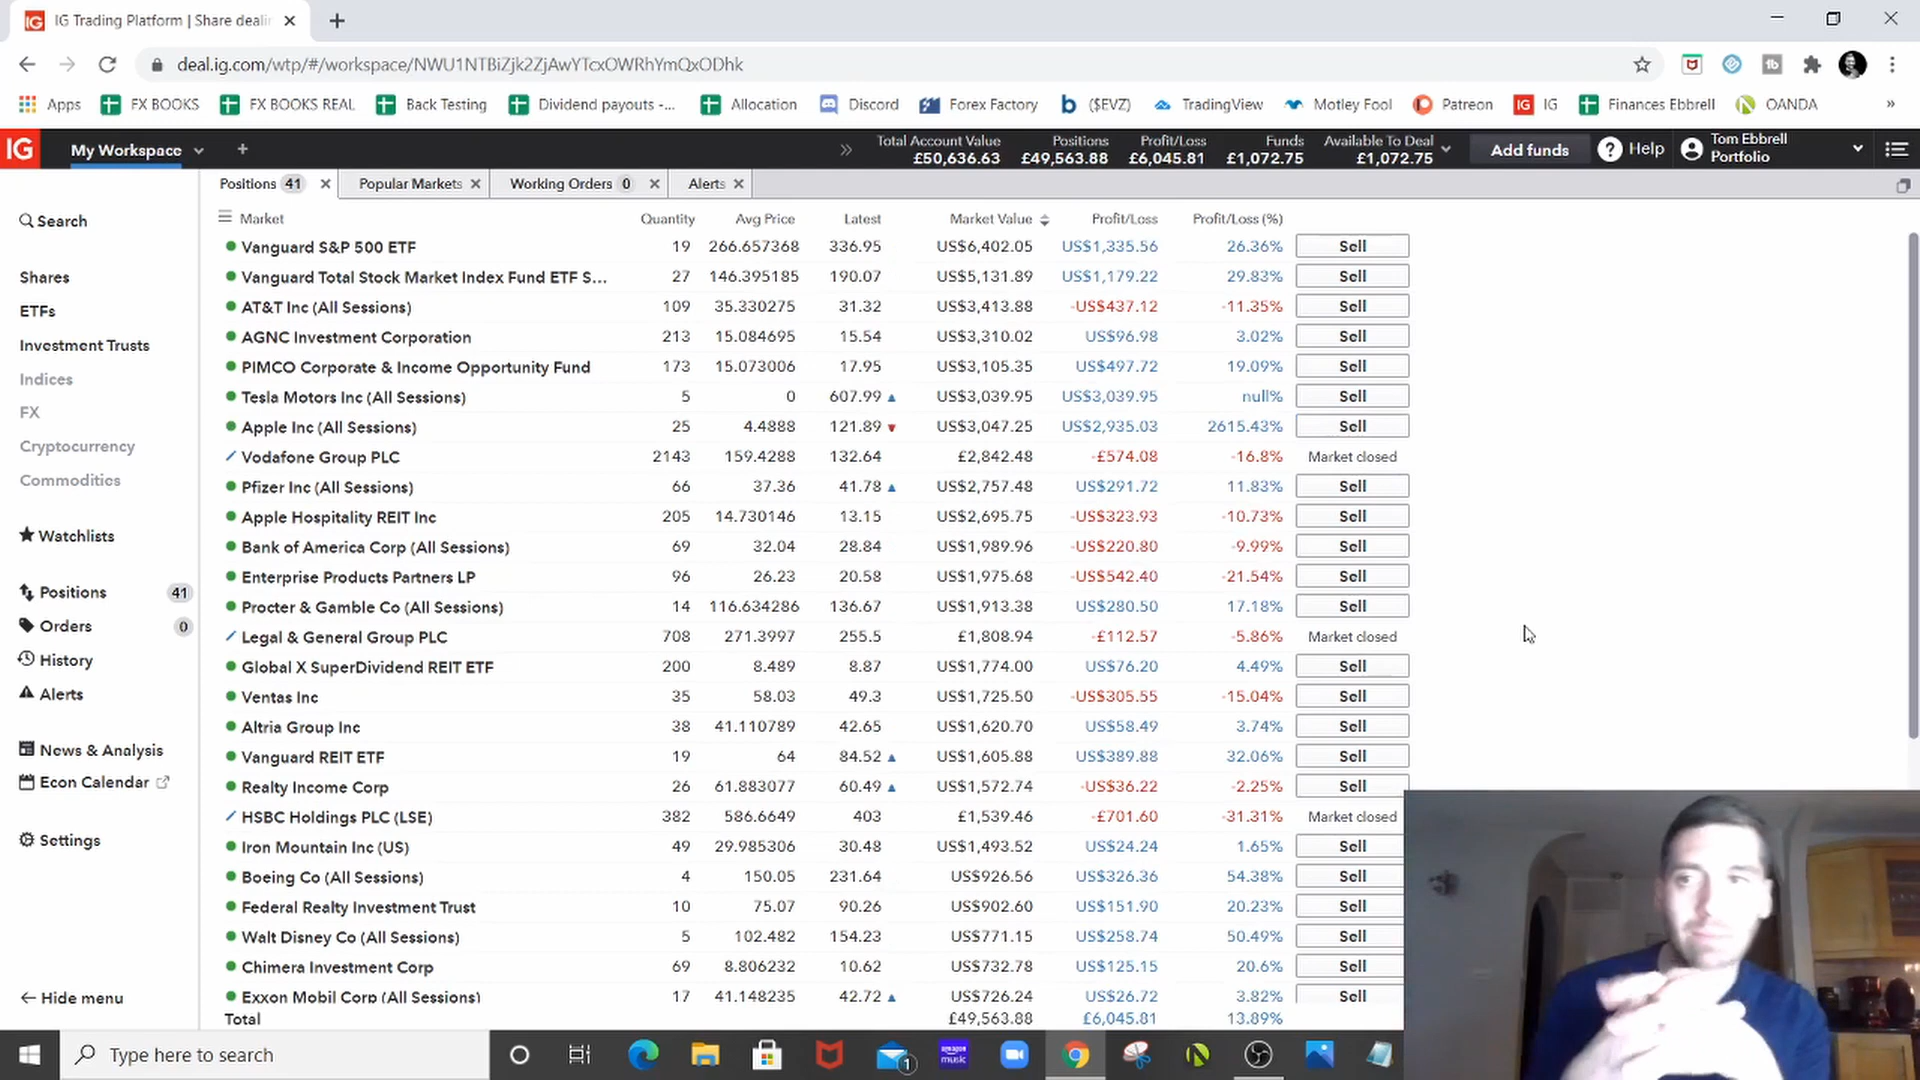 IG Trading Platform | Share dealin
deal.ig.com/wtp/#/workspace/NWU1NTBiZjk2ZjAwYTcxOWRhYmQxODhk
Apps FX BOOKS FX BOOKS REAL Back Testing Dividend payouts -... Allocation Discord Forex Factory ($EVZ) TradingView Motley Fool Patreon IG Finances Ebbrell OANDA »
IG My Workspace + » Total Account Value £50,636.63 Positions £49,563.88 Profit/Loss £6,045.81 Funds £1,072.75 Available To Deal £1,072.75 Add funds Help Tom Ebbrell Portfolio
Positions 41 Popular Markets Working Orders 0 Alerts
Search
Shares
ETFs
Investment Trusts
Indices
FX
Cryptocurrency
Commodities
Watchlists
Positions 41
Orders 0
History
Alerts
News & Analysis
Econ Calendar
Settings
Hide menu
Market Quantity Avg Price Latest Market Value Profit/Loss Profit/Loss (%)
Vanguard S&P 500 ETF 19 266.657368 336.95 US$6,402.05 US$1,335.56 26.36% Sell
Vanguard Total Stock Market Index Fund ETF S... 27 146.395185 190.07 US$5,131.89 US$1,179.22 29.83% Sell
AT&T Inc (All Sessions) 109 35.330275 31.32 US$3,413.88 -US$437.12 -11.35% Sell
AGNC Investment Corporation 213 15.084695 15.54 US$3,310.02 US$96.98 3.02% Sell
PIMCO Corporate & Income Opportunity Fund 173 15.073006 17.95 US$3,105.35 US$497.72 19.09% Sell
Tesla Motors Inc (All Sessions) 5 0 607.99 US$3,039.95 US$3,039.95 null% Sell
Apple Inc (All Sessions) 25 4.4888 121.89 US$3,047.25 US$2,935.03 2615.43% Sell
Vodafone Group PLC 2143 159.4288 132.64 £2,842.48 -£574.08 -16.8% Market closed
Pfizer Inc (All Sessions) 66 37.36 41.78 US$2,757.48 US$291.72 11.83% Sell
Apple Hospitality REIT Inc 205 14.730146 13.15 US$2,695.75 -US$323.93 -10.73% Sell
Bank of America Corp (All Sessions) 69 32.04 28.84 US$1,989.96 -US$220.80 -9.99% Sell
Enterprise Products Partners LP 96 26.23 20.58 US$1,975.68 -US$542.40 -21.54% Sell
Procter & Gamble Co (All Sessions) 14 116.634286 136.67 US$1,913.38 US$280.50 17.18% Sell
Legal & General Group PLC 708 271.3997 255.5 £1,808.94 -£112.57 -5.86% Market closed
Global X SuperDividend REIT ETF 200 8.489 8.87 US$1,774.00 US$76.20 4.49% Sell
Ventas Inc 35 58.03 49.3 US$1,725.50 -US$305.55 -15.04% Sell
Altria Group Inc 38 41.110789 42.65 US$1,620.70 US$58.49 3.74% Sell
Vanguard REIT ETF 19 64 84.52 US$1,605.88 US$389.88 32.06% Sell
Realty Income Corp 26 61.883077 60.49 US$1,572.74 -US$36.22 -2.25% Sell
HSBC Holdings PLC (LSE) 382 586.6649 403 £1,539.46 -£701.60 -31.31% Market closed
Iron Mountain Inc (US) 49 29.985306 30.48 US$1,493.52 US$24.24 1.65% Sell
Boeing Co (All Sessions) 4 150.05 231.64 US$926.56 US$326.36 54.38% Sell
Federal Realty Investment Trust 10 75.07 90.26 US$902.60 US$151.90 20.23% Sell
Walt Disney Co (All Sessions) 5 102.482 154.23 US$771.15 US$258.74 50.49% Sell
Chimera Investment Corp 69 8.806232 10.62 US$732.78 US$125.15 20.6% Sell
Exxon Mobil Corp (All Sessions) 17 41.148235 42.72 US$726.24 US$26.72 3.82% Sell
Total £49,563.88 £6,045.81 13.89%
Type here to search amazon music 1